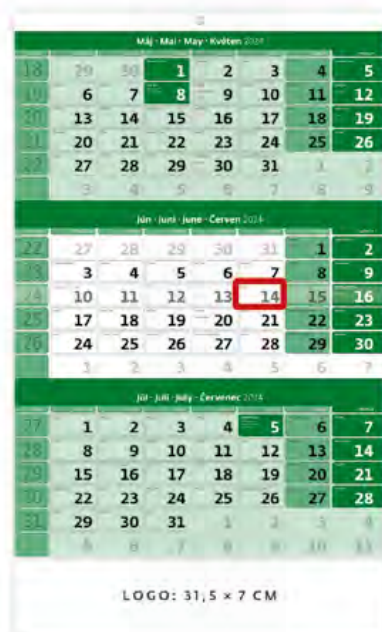 Máj · Mai · May · Květen 2024
18 29 30 1 2 3 4 5
19 6 7 8 9 10 11 12
20 13 14 15 16 17 18 19
21 20 21 22 23 24 25 26
22 27 28 29 30 31 1 2
3 4 5 6 7 8 9
Jún · Juni · June · Červen 2024
22 27 28 29 30 31 1 2
23 3 4 5 6 7 8 9
24 10 11 12 13 14 15 16
25 17 18 19 20 21 22 23
26 24 25 26 27 28 29 30
1 2 3 4 5 6 7
Júl · Juli · July · Červenec 2024
27 1 2 3 4 5 6 7
28 8 9 10 11 12 13 14
29 15 16 17 18 19 20 21
30 22 23 24 25 26 27 28
31 29 30 31 1 2 3 4
5 6 7 8 9 10 11
LOGO: 31,5 × 7 CM